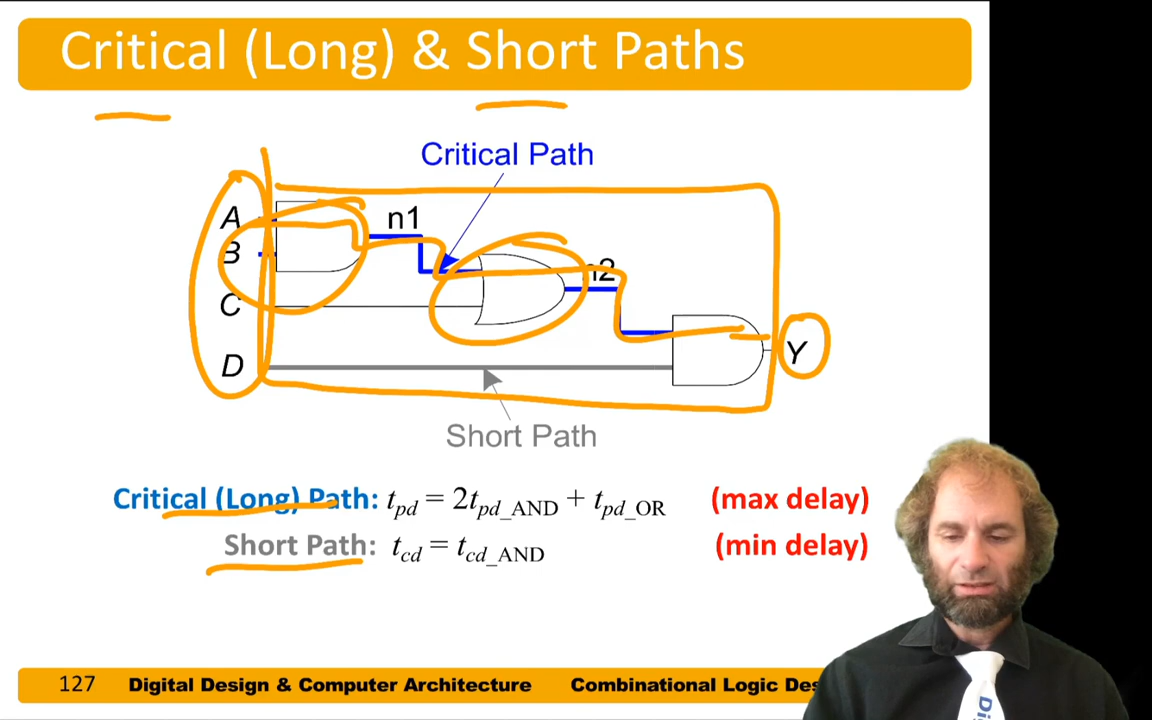 Critical (Long) & Short Paths
Critical Path
A
n1
B
n2
C
D
Y
Short Path
Critical (Long) Path: tpd = 2tpd_AND + tpd_OR (max delay)
Short Path: tcd = tcd_AND (min delay)
127 Digital Design & Computer Architecture Combinational Logic Des
Di